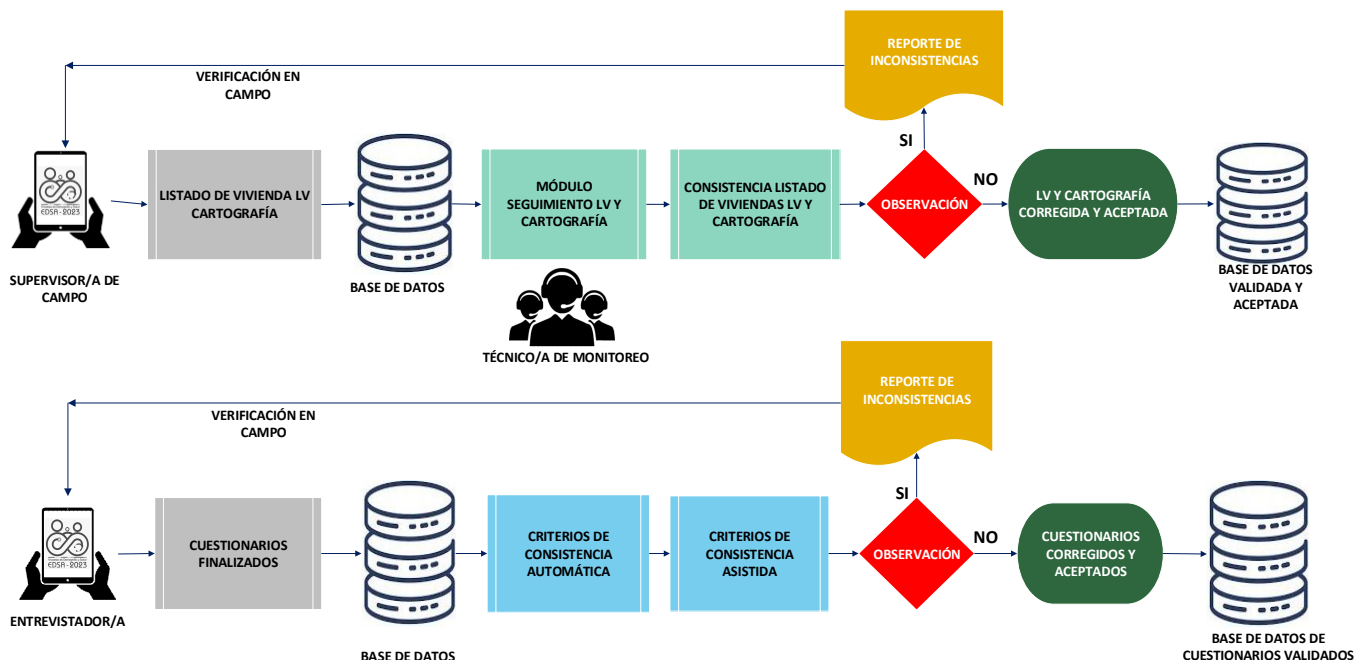 REPORTE DE
INCONSISTENCIAS
VERIFICACIÓN EN
CAMPO
EDSA - 2023
SUPERVISOR/A DE
CAMPO
LISTADO DE VIVIENDA LV
CARTOGRAFÍA
BASE DE DATOS
MÓDULO
SEGUIMIENTO LV Y
CARTOGRAFÍA
TÉCNICO/A DE MONITOREO
CONSISTENCIA LISTADO
DE VIVIENDAS LV Y
CARTOGRAFÍA
OBSERVACIÓN
SI
NO
LV Y CARTOGRAFÍA
CORREGIDA Y ACEPTADA
BASE DE DATOS
VALIDADA Y
ACEPTADA
REPORTE DE
INCONSISTENCIAS
VERIFICACIÓN EN
CAMPO
EDSA - 2023
ENTREVISTADOR/A
CUESTIONARIOS
FINALIZADOS
BASE DE DATOS
CRITERIOS DE
CONSISTENCIA
AUTOMÁTICA
CRITERIOS DE
CONSISTENCIA
ASISTIDA
OBSERVACIÓN
SI
NO
CUESTIONARIOS
CORREGIDOS Y
ACEPTADOS
BASE DE DATOS DE
CUESTIONARIOS VALIDADOS